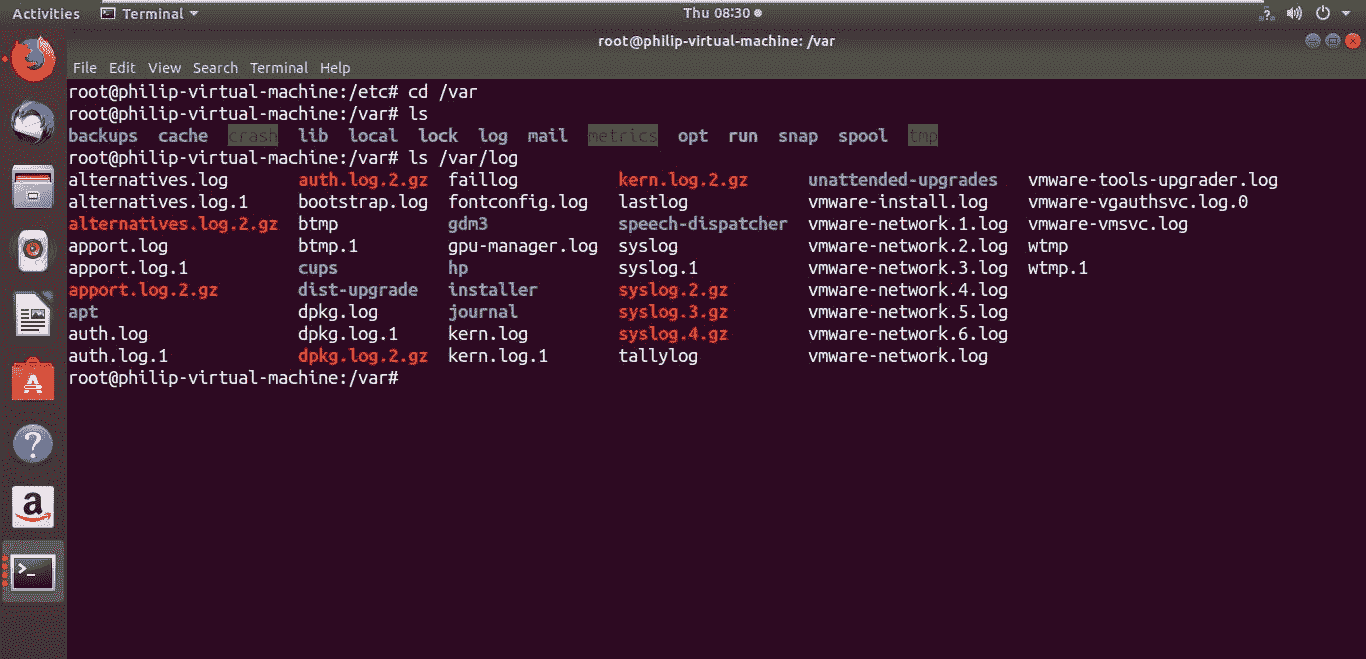 Activities Terminal Thu 08:30
root@philip-virtual-machine: /var
File Edit View Search Terminal Help
root@philip-virtual-machine:/etc# cd /var
root@philip-virtual-machine:/var# ls
backups cache crash lib local lock log mail metrics opt run snap spool tmp
root@philip-virtual-machine:/var# ls /var/log
alternatives.log auth.log.2.gz faillog kern.log.2.gz unattended-upgrades vmware-tools-upgrader.log
alternatives.log.1 bootstrap.log fontconfig.log lastlog vmware-install.log vmware-vgauthsvc.log.0
alternatives.log.2.gz btmp gdm3 speech-dispatcher vmware-network.1.log vmware-vmsvc.log
apport.log btmp.1 gpu-manager.log syslog vmware-network.2.log wtmp
apport.log.1 cups hp syslog.1 vmware-network.3.log wtmp.1
apport.log.2.gz dist-upgrade installer syslog.2.gz vmware-network.4.log
apt dpkg.log journal syslog.3.gz vmware-network.5.log
auth.log dpkg.log.1 kern.log syslog.4.gz vmware-network.6.log
auth.log.1 dpkg.log.2.gz kern.log.1 tallylog vmware-network.log
root@philip-virtual-machine:/var#